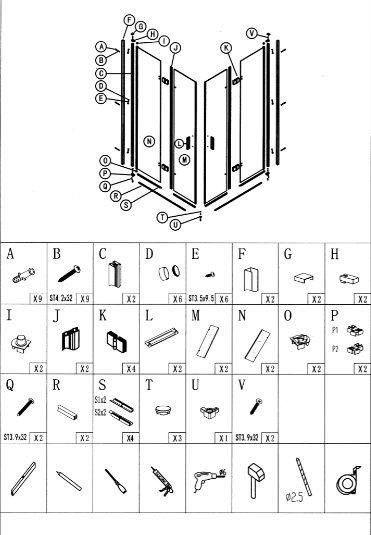 F
G
H
I
J
K
V
A
B
C
D
E
L
N
M
O
P
Q
R
S
T
U
A B C D E F G H
X9 ST4.2x32 X9 X2 X6 ST3.5x9.5 X6 X2 X2 X2
I J K L M N O P
P1
P2
X2 X2 X4 X2 X2 X2 X2 X2
Q R S T U V
S1x2
S2x2
ST3.9x32 X2 X2 X4 X3 X1 ST3.9x32 X2
Ø2.5